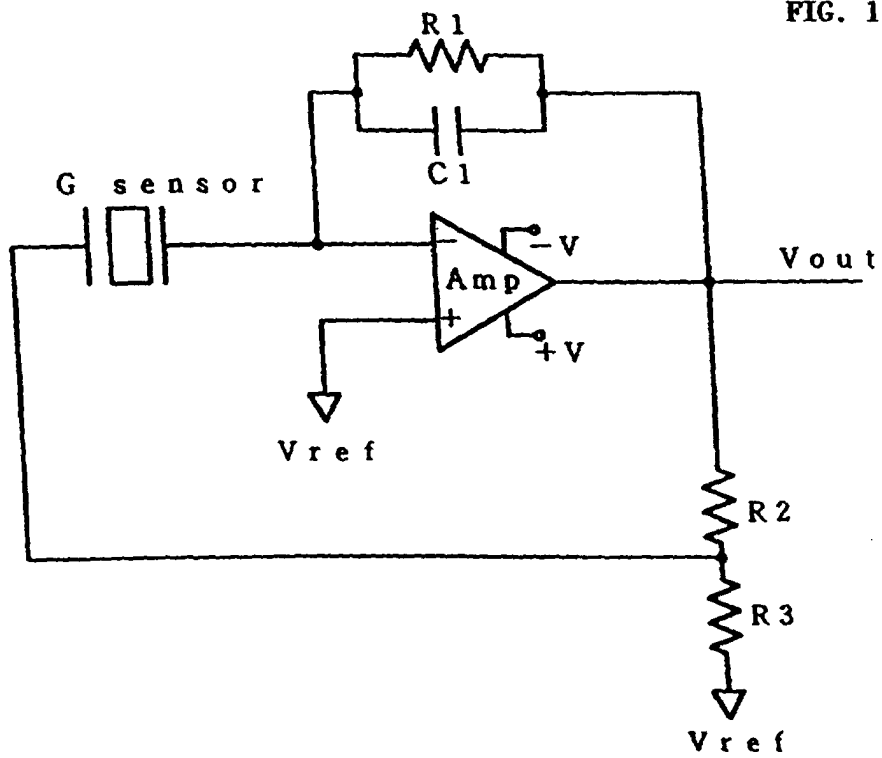 FIG. 1
R1
C1
G sensor
−
−V
Amp
Vout
+
+V
Vref
R2
R3
Vref